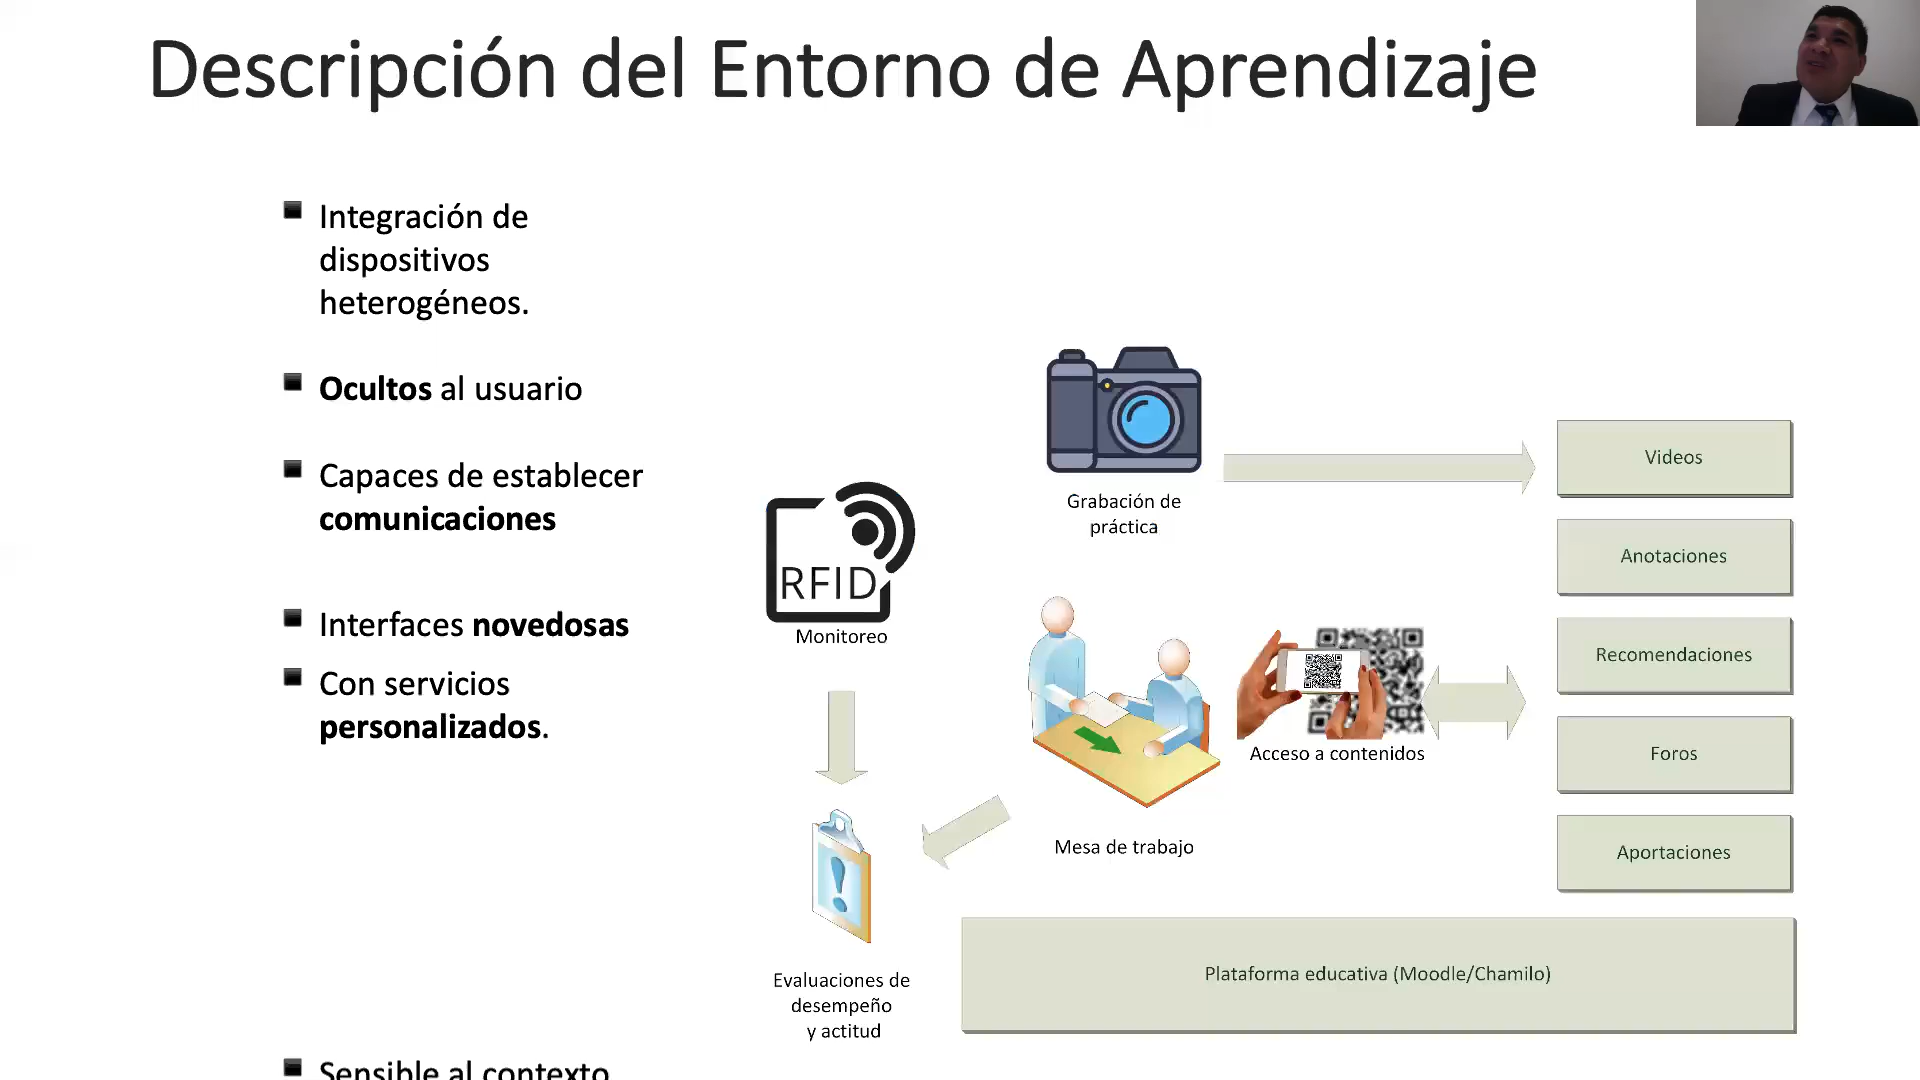 Descripción del Entorno de Aprendizaje
Integración de
dispositivos
heterogéneos.
Ocultos al usuario
Capaces de establecer
comunicaciones
Interfaces novedosas
Con servicios
personalizados.
Sensible al contexto
RFID
Monitoreo
Evaluaciones de
desempeño
y actitud
Grabación de
práctica
Mesa de trabajo
Acceso a contenidos
Videos
Anotaciones
Recomendaciones
Foros
Aportaciones
Plataforma educativa (Moodle/Chamilo)